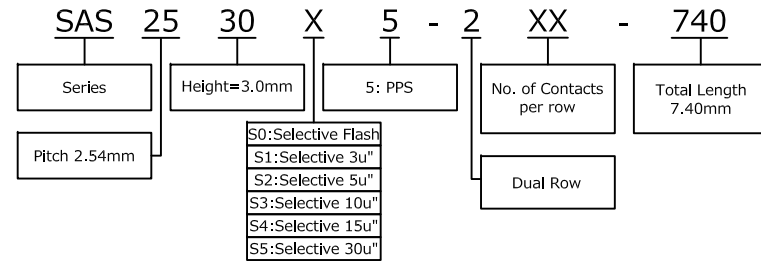 SAS 25 30 X 5 - 2 XX - 740
Series
Height=3.0mm
5: PPS
No. of Contacts
per row
Total Length
7.40mm
Pitch 2.54mm
S0:Selective Flash
S1:Selective 3u"
S2:Selective 5u"
S3:Selective 10u"
S4:Selective 15u"
S5:Selective 30u"
Dual Row